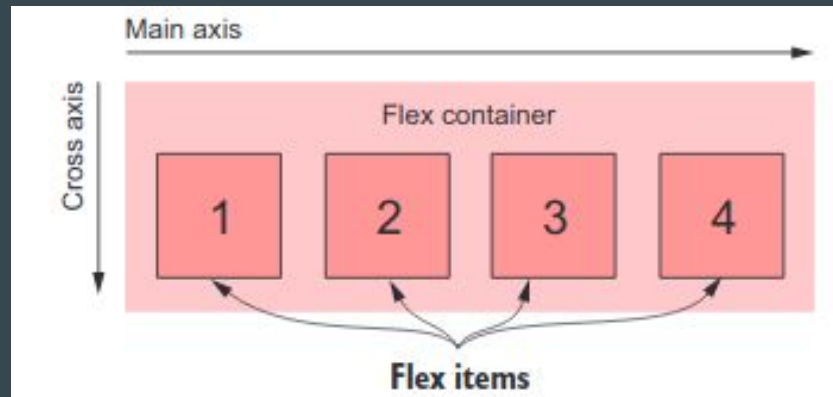 Main axis
Cross axis
Flex container
1 2 3 4
Flex items